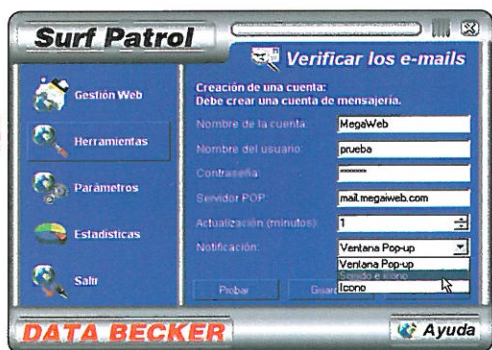 Surf Patrol
Verificar los e-mails
Gestión Web
Herramientas
Parámetros
Estadísticas
Salir
Creación de una cuenta:
Debe crear una cuenta de mensajería.
Nombre de la cuenta: MegaWeb
Nombre del usuario: prueba
Contraseña: *******
Servidor POP: mail.megaiweb.com
Actualización (minutos): 1
Notificación: Ventana Pop-up
Ventana Pop-up
Sonido e icono
Icono
Probar
DATA BECKER
Ayuda